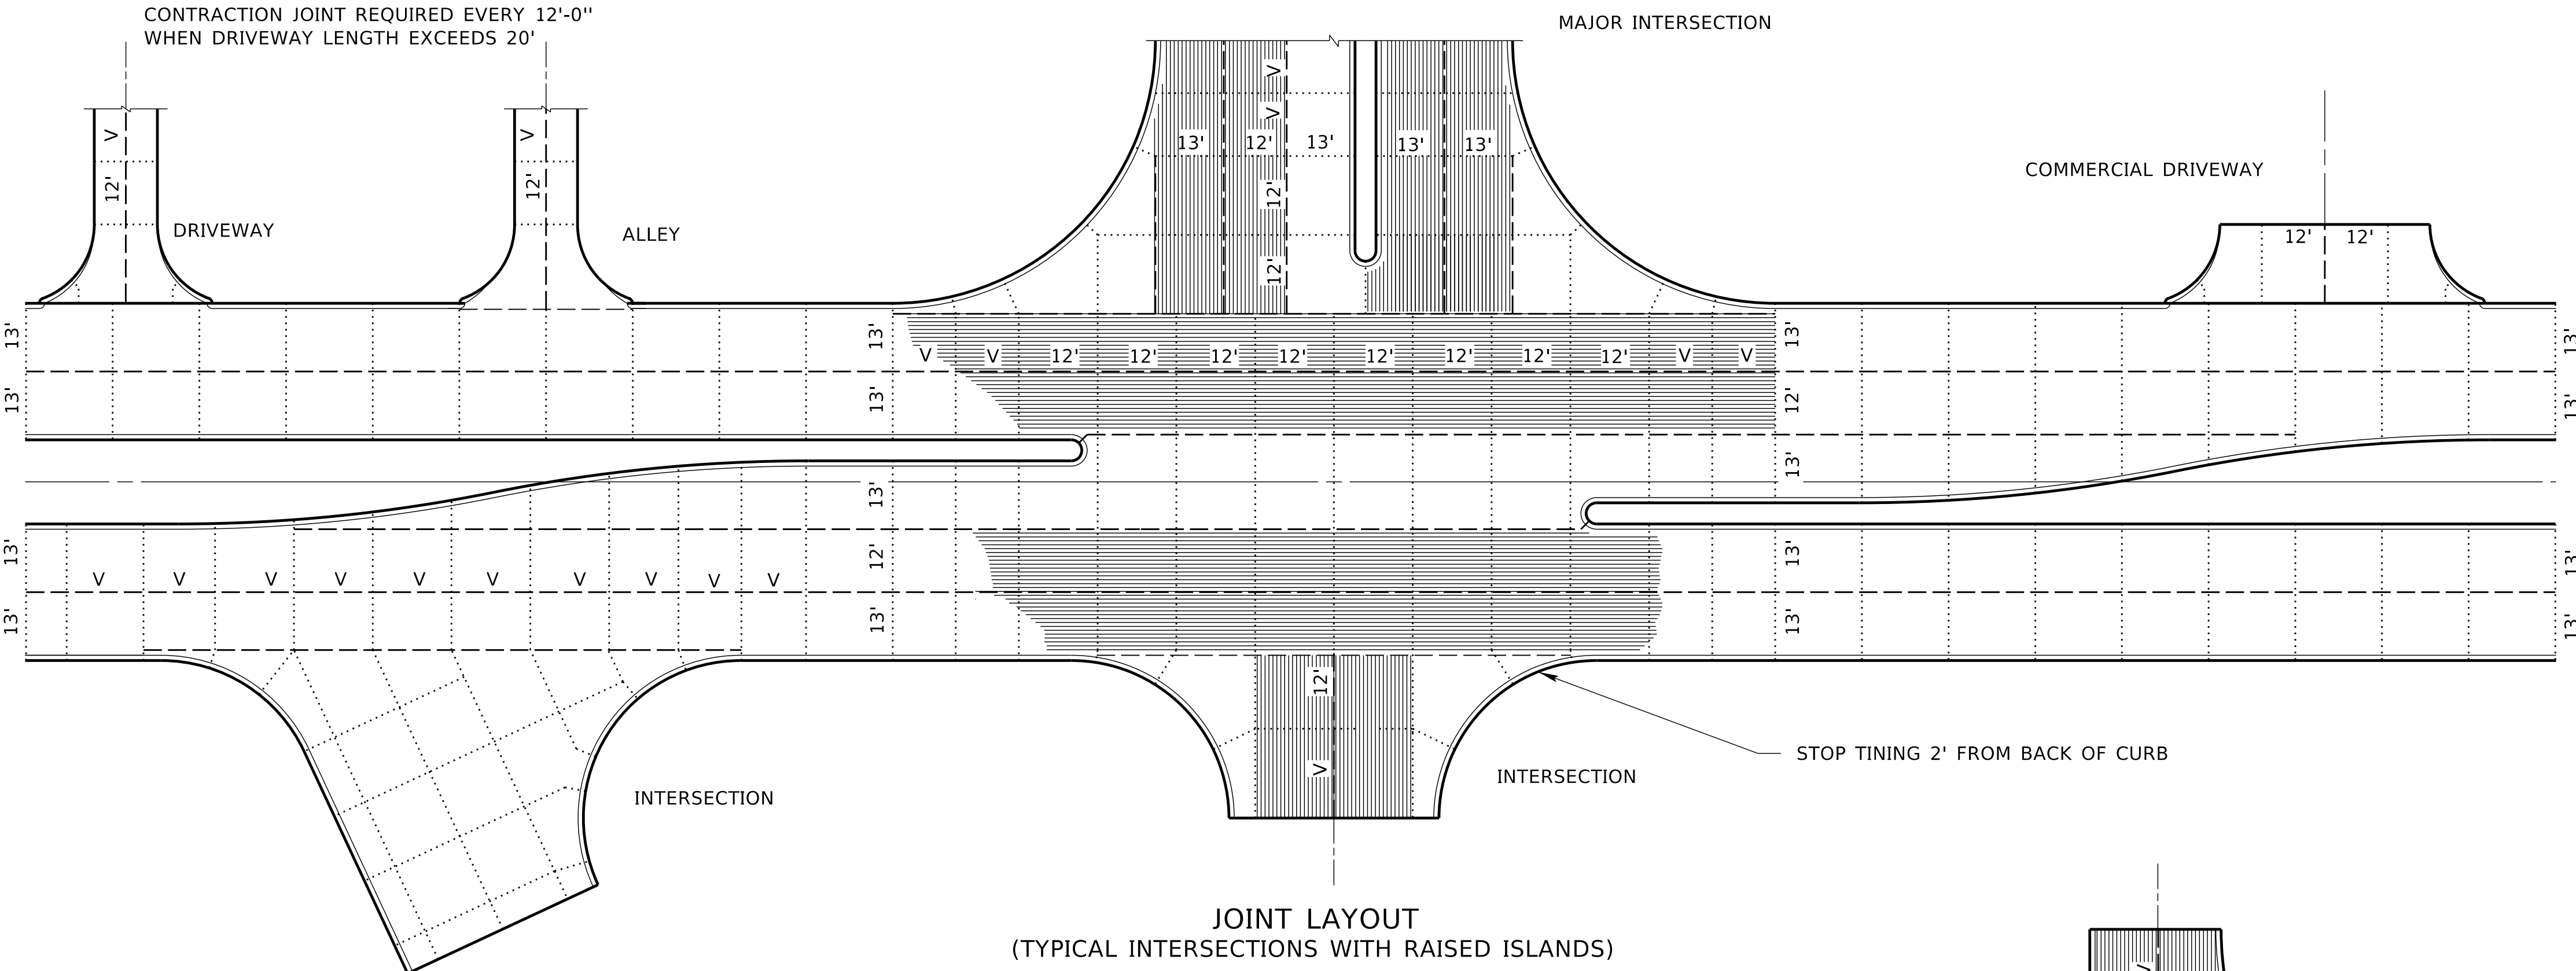 CONTRACTION JOINT REQUIRED EVERY 12'-0''
WHEN DRIVEWAY LENGTH EXCEEDS 20'
MAJOR INTERSECTION
V
V
V
V
13'
12'
13'
13'
13'
COMMERCIAL DRIVEWAY
12'
12'
12'
DRIVEWAY
ALLEY
12'
12'
12'
13'
13'
13'
13'
V
V
12'
12'
12'
12'
12'
12'
12'
12'
V
V
13'
13'
12'
13'
13'
13'
13'
12'
13'
13'
13'
V
V
V
V
V
V
V
V
V
V
13'
13'
13'
13'
12'
V
STOP TINING 2' FROM BACK OF CURB
INTERSECTION
INTERSECTION
JOINT LAYOUT
(TYPICAL INTERSECTIONS WITH RAISED ISLANDS)
V